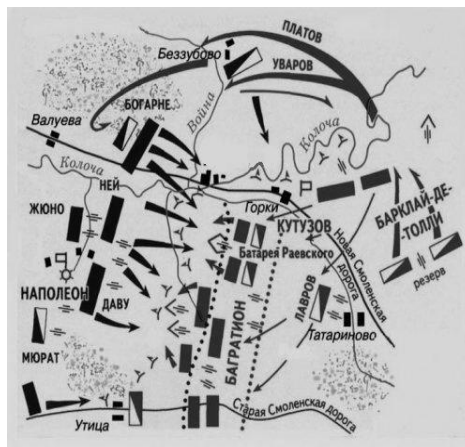 ПЛАТОВ
УВАРОВ
Беззубово
БОГАРНЕ
Война
Валуева
Колоча
Колоча
НЕЙ
ЖЮНО
Горки
КУТУЗОВ
БАРКЛАЙ-ДЕ-
-ТОЛЛИ
резерв
Батарея Раевского
Новая Смоленская
дорога
НАПОЛЕОН
ДАВУ
БАГРАТИОН
ЛАВРОВ
Татариново
МЮРАТ
Утица
Старая Смоленская дорога